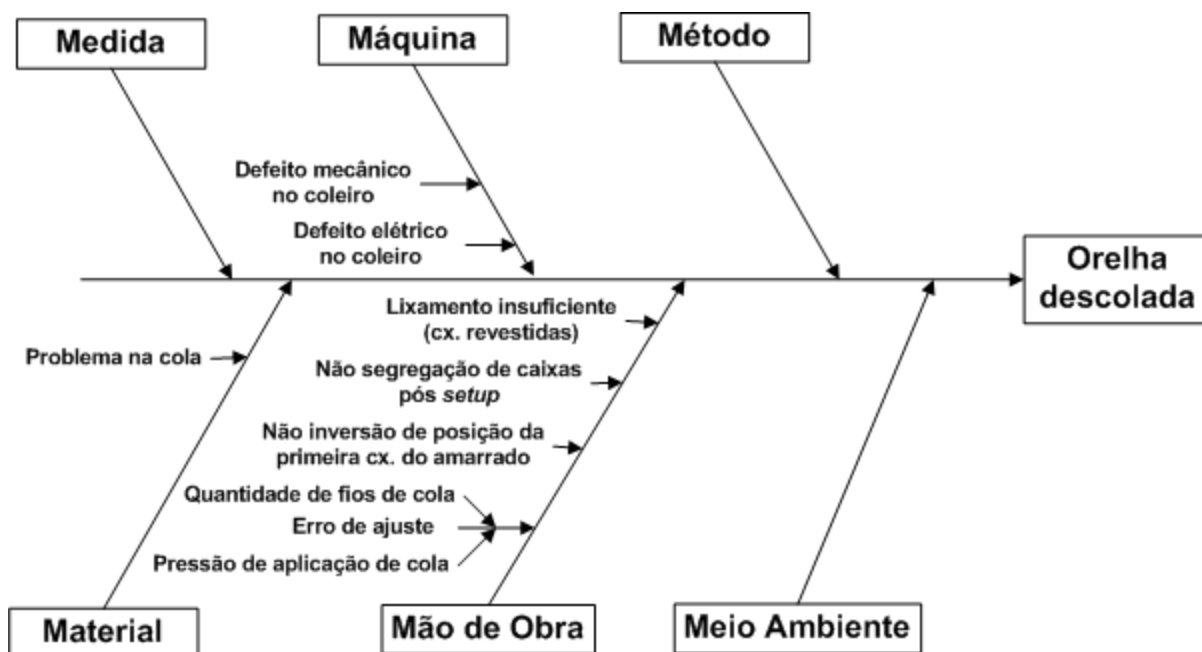 Medida
Máquina
Método
Defeito mecânico
no coleiro
Defeito elétrico
no coleiro
Orelha
descolada
Lixamento insuficiente
(cx. revestidas)
Problema na cola
Não segregação de caixas
pós setup
Não inversão de posição da
primeira cx. do amarrado
Quantidade de fios de cola
Erro de ajuste
Pressão de aplicação de cola
Material
Mão de Obra
Meio Ambiente